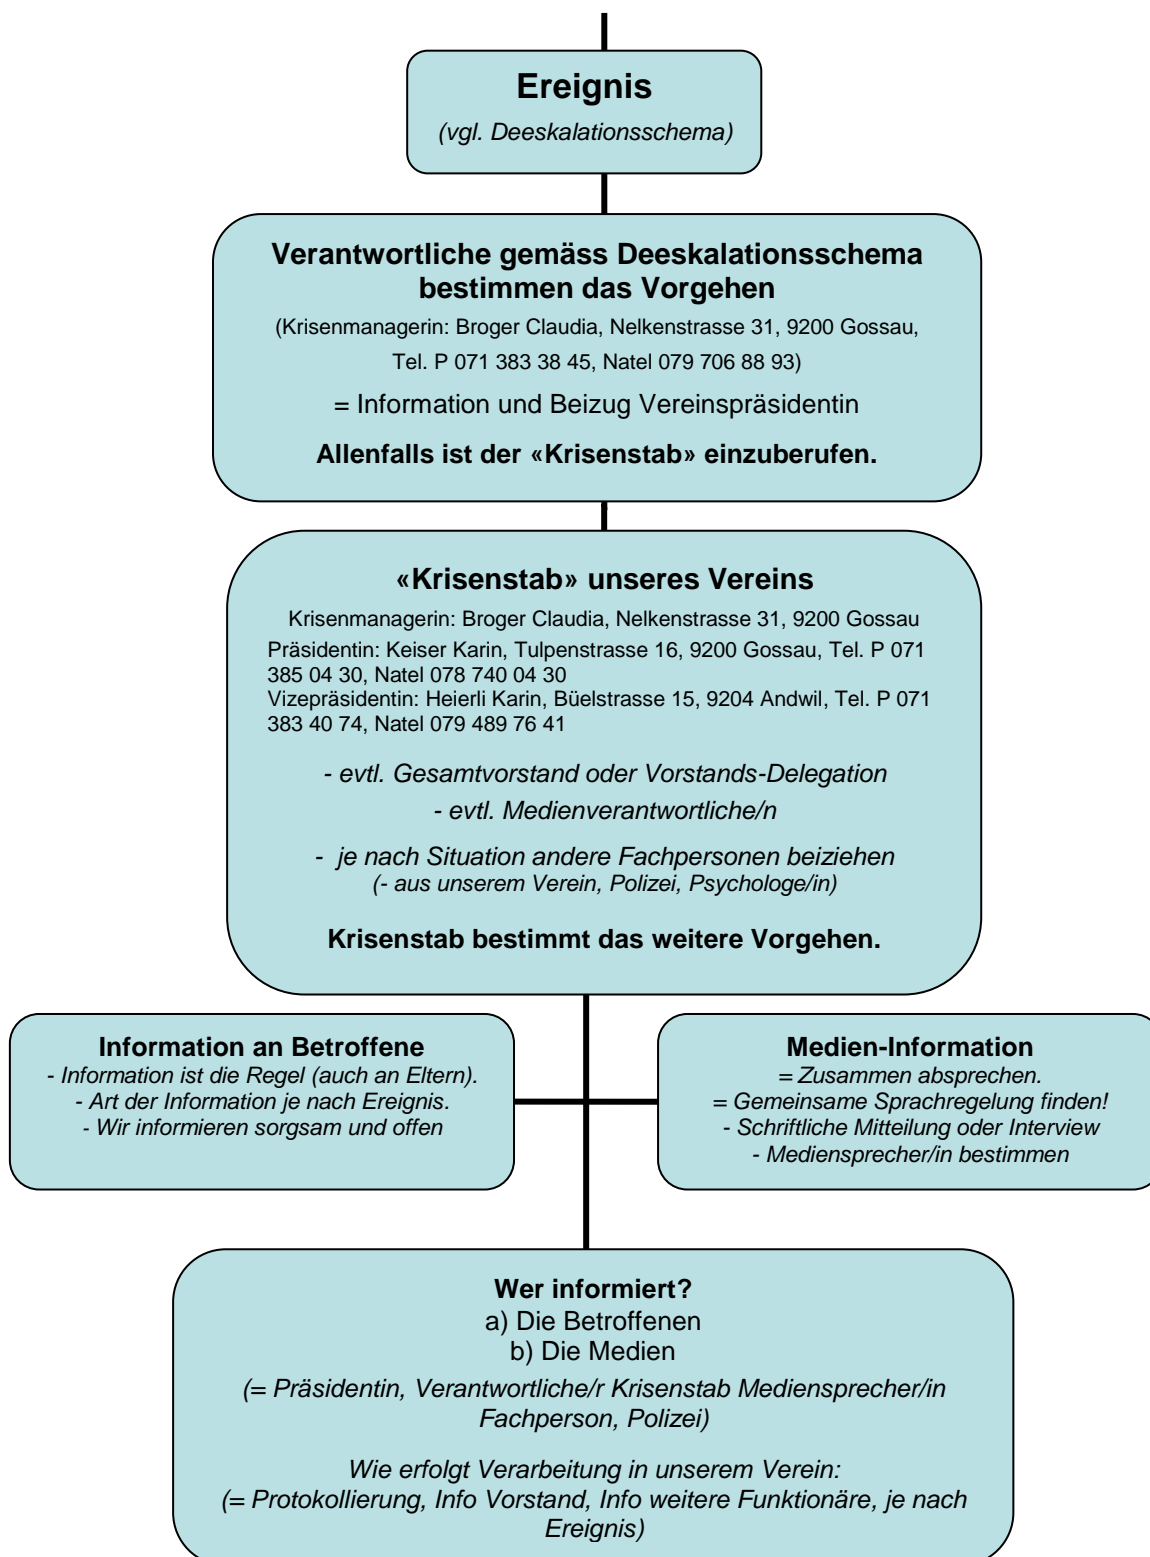 Ereignis
(vgl. Deeskalationsschema)
Verantwortliche gemäss Deeskalationsschema
bestimmen das Vorgehen
(Krisenmanagerin: Broger Claudia, Nelkenstrasse 31, 9200 Gossau,
Tel. P 071 383 38 45, Natel 079 706 88 93)
= Information und Beizug Vereinspräsidentin
Allenfalls ist der «Krisenstab» einzuberufen.
«Krisenstab» unseres Vereins
Krisenmanagerin: Broger Claudia, Nelkenstrasse 31, 9200 Gossau
Präsidentin: Keiser Karin, Tulpenstrasse 16, 9200 Gossau, Tel. P 071
385 04 30, Natel 078 740 04 30
Vizepräsidentin: Heierli Karin, Büelstrasse 15, 9204 Andwil, Tel. P 071
383 40 74, Natel 079 489 76 41
- evtl. Gesamtvorstand oder Vorstands-Delegation
- evtl. Medienverantwortliche/n
- je nach Situation andere Fachpersonen beiziehen
(- aus unserem Verein, Polizei, Psychologe/in)
Krisenstab bestimmt das weitere Vorgehen.
Information an Betroffene
- Information ist die Regel (auch an Eltern).
- Art der Information je nach Ereignis.
- Wir informieren sorgsam und offen
Medien-Information
= Zusammen absprechen.
= Gemeinsame Sprachregelung finden!
- Schriftliche Mitteilung oder Interview
- Mediensprecher/in bestimmen
Wer informiert?
a) Die Betroffenen
b) Die Medien
(= Präsidentin, Verantwortliche/r Krisenstab Mediensprecher/in
Fachperson, Polizei)
Wie erfolgt Verarbeitung in unserem Verein:
(= Protokollierung, Info Vorstand, Info weitere Funktionäre, je nach
Ereignis)